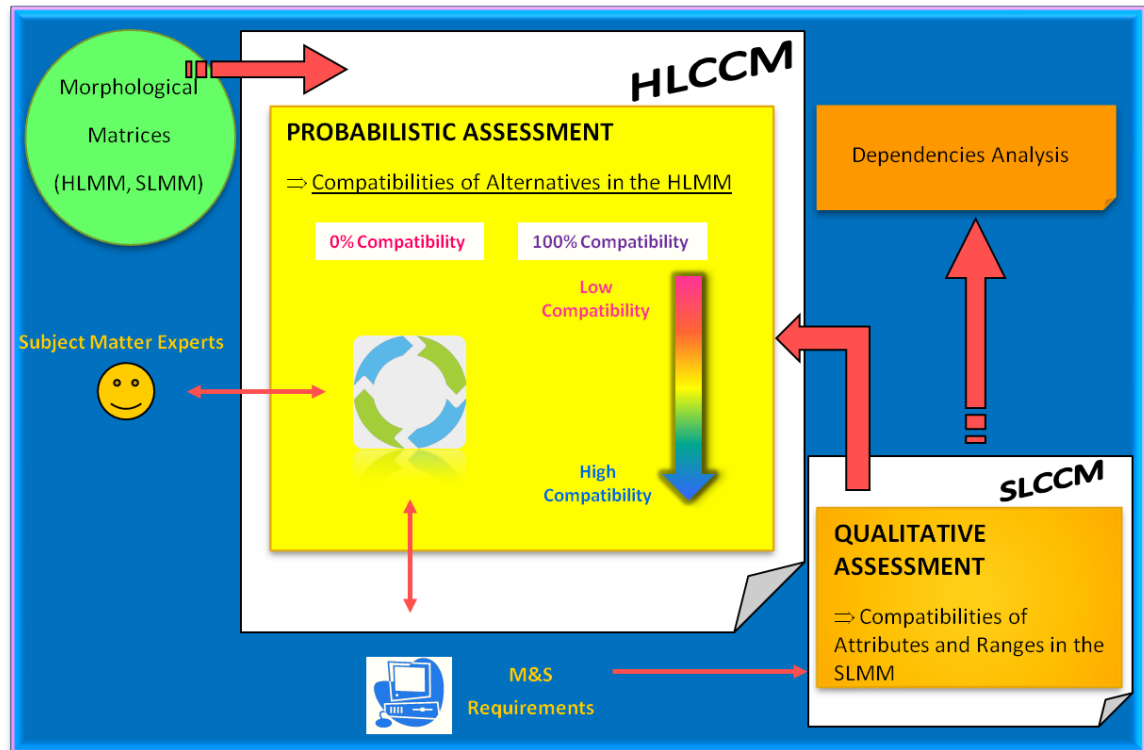 Morphological
Matrices
(HLMM, SLMM)
HLCCM
PROBABILISTIC ASSESSMENT
⇒ Compatibilities of Alternatives in the HLMM
0% Compatibility
100% Compatibility
Low
Compatibility
High
Compatibility
Dependencies Analysis
Subject Matter Experts
SLCCM
QUALITATIVE
ASSESSMENT
⇒ Compatibilities of
Attributes and Ranges in the
SLMM
M&S
Requirements